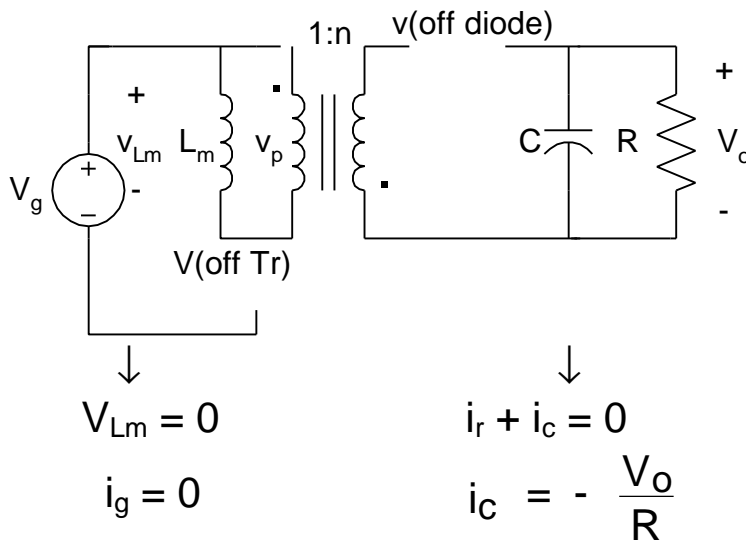 1:n
v(off diode)
+
-
V_g
+
v_Lm
-
L_m
v_p
C
R
+
V_o
-
V(off Tr)
↓
↓
V_Lm = 0
i_r + i_c = 0
i_g = 0
i_c = - V_o / R